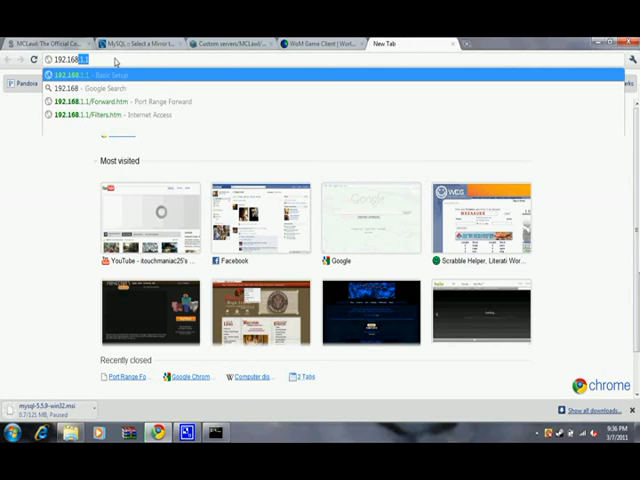 MCLawl: The Official Co...
MySQL :: Select a Mirror t
Custom servers/MCLawl/...
WoM Game Client | Worl...
New Tab
192.168.1.1
192.168.1.1 - Basic Setup
192.168 - Google Search
192.168.1.1/Forward.htm - Port Range Forward
192.168.1.1/Filters.htm - Internet Access
Pandora
Most visited
YouTube - itouchmaniac25's ...
Facebook
Google
Scrabble Helper, Literati Wor...
Recently closed
Port Range Fo...
Google Chrom...
Computer dis...
2 Tabs
chrome
mysql-5.5.9-win32.msi
8.7/121 MB, Paused
Show all downloads...
9:36 PM
3/7/2011